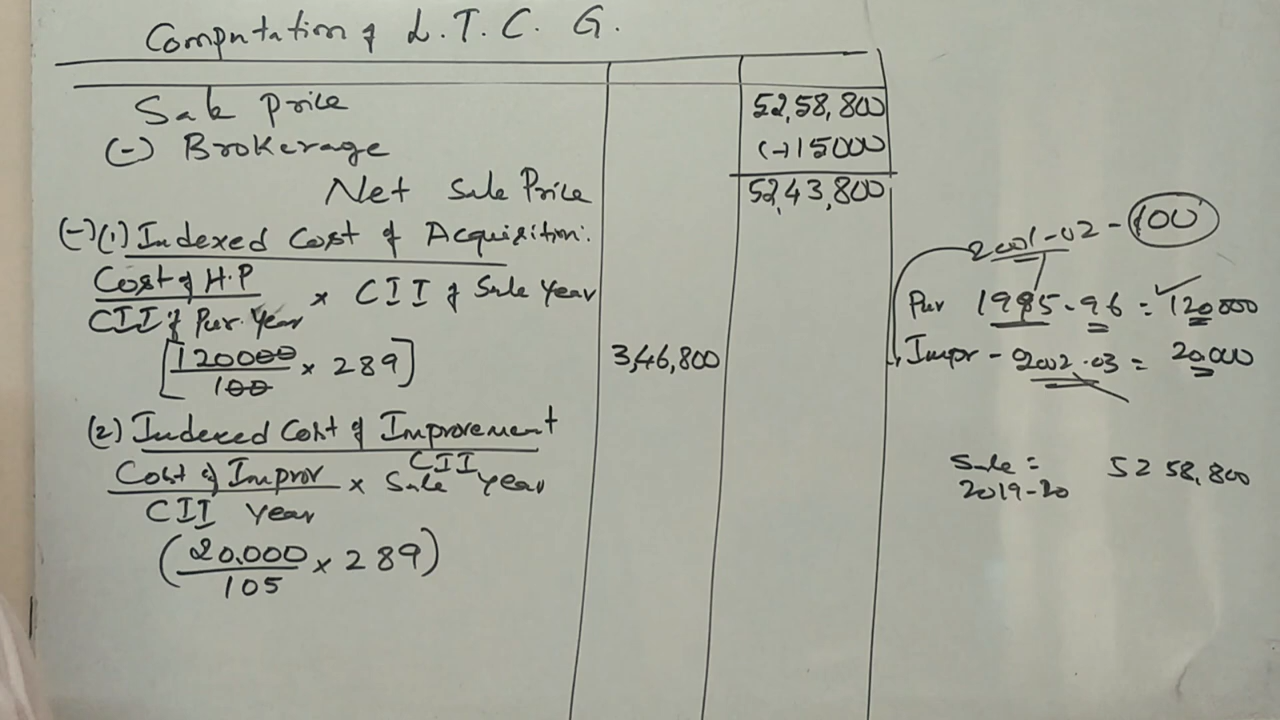 Computation of L. T. C. G.
Sale Price 52,58,800
(-) Brokerage (-) 15000
Net Sale Price 52,43,800
(-) (1) Indexed Cost of Acquisition:
Cost of H.P
CII of Pur. Year
× CII of Sale Year
[120000
100
× 289] 3,46,800
(2) Indexed Cost of Improvement
Cost of Improv
CII Year
× CII
Sale year
(20,000
105
× 289)
2001-02 - 100
Pur 1995-96 = 120000
Impr - 2002-03 = 20000
Sale = 5258,800
2019-20